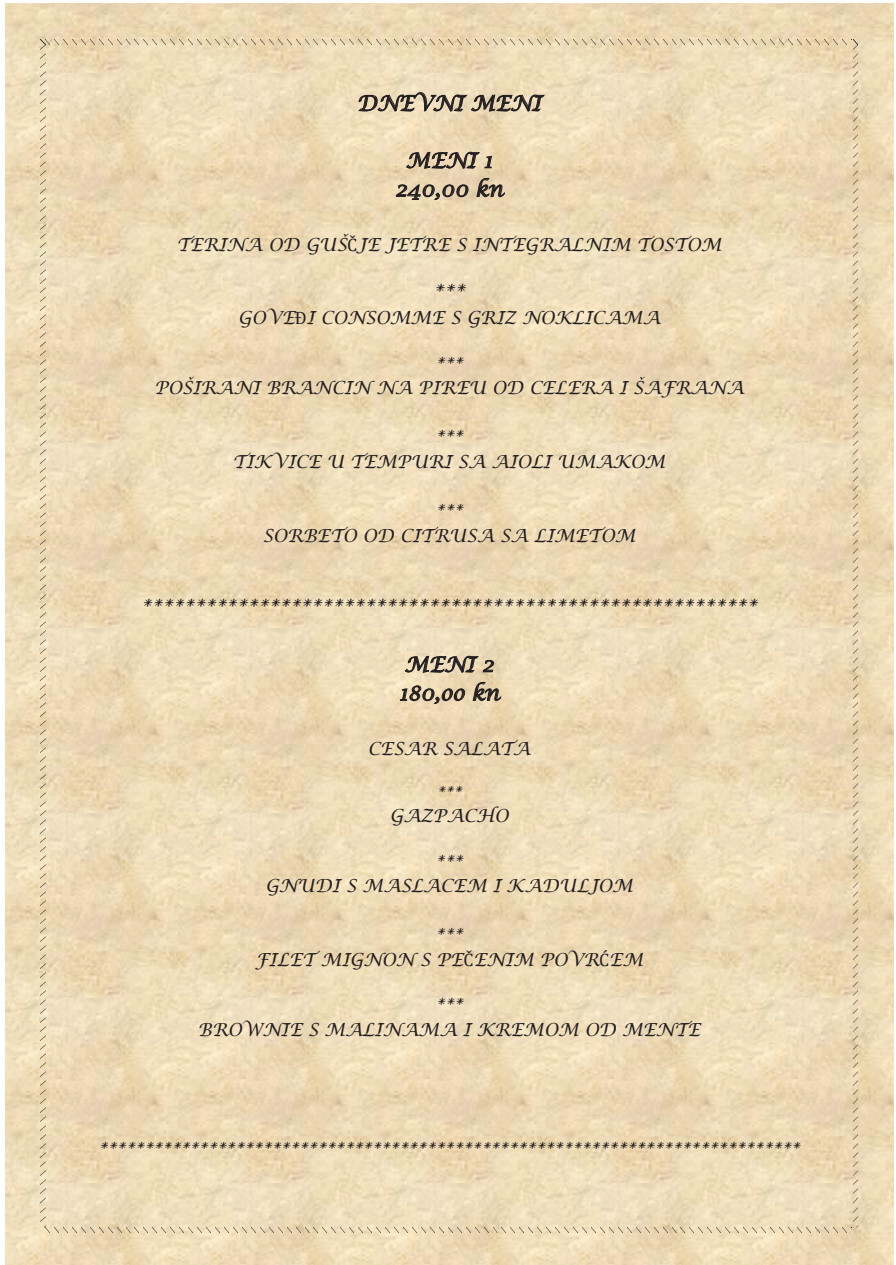 DNEVNI MENI
MENI 1
240,00 kn
TERINA OD GUŠČJE JETRE S INTEGRALNIM TOSTOM
***
GOVEĐI CONSOMME S GRIZ NOKLICAMA
***
POŠIRANI BRANCIN NA PIREU OD CELERA I ŠAFRANA
***
TIKVICE U TEMPURI SA AIOLI UMAKOM
***
SORBETO OD CITRUSA SA LIMETOM
**********************************************************
MENI 2
180,00 kn
CESAR SALATA
***
GAZPACHO
***
GNUDI S MASLACEM I KADULJOM
***
FILET MIGNON S PEČENIM POVRĆEM
***
BROWNIE S MALINAMA I KREMOM OD MENTE
******************************************************************************